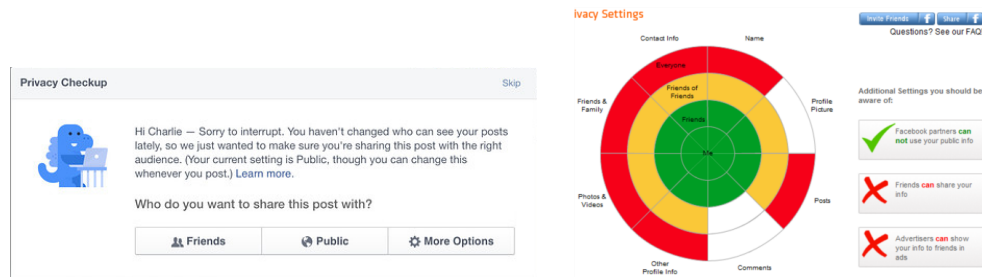 Privacy Checkup
Skip
Hi Charlie — Sorry to interrupt. You haven't changed who can see your posts
lately, so we just wanted to make sure you're sharing this post with the right
audience. (Your current setting is Public, though you can change this
whenever you post.) Learn more.
Who do you want to share this post with?
Friends
Public
More Options
ivacy Settings
Invite Friends
Share
Questions? See our FAQ!
Contact Info
Name
Everyone
Friends of
Friends
Friends
Me
Friends &
Family
Profile
Picture
Photos &
Videos
Posts
Other
Profile Info
Comments
Additional Settings you should be
aware of:
Facebook partners can
not use your public info
Friends can share your
info
Advertisers can show
your info to friends in
ads